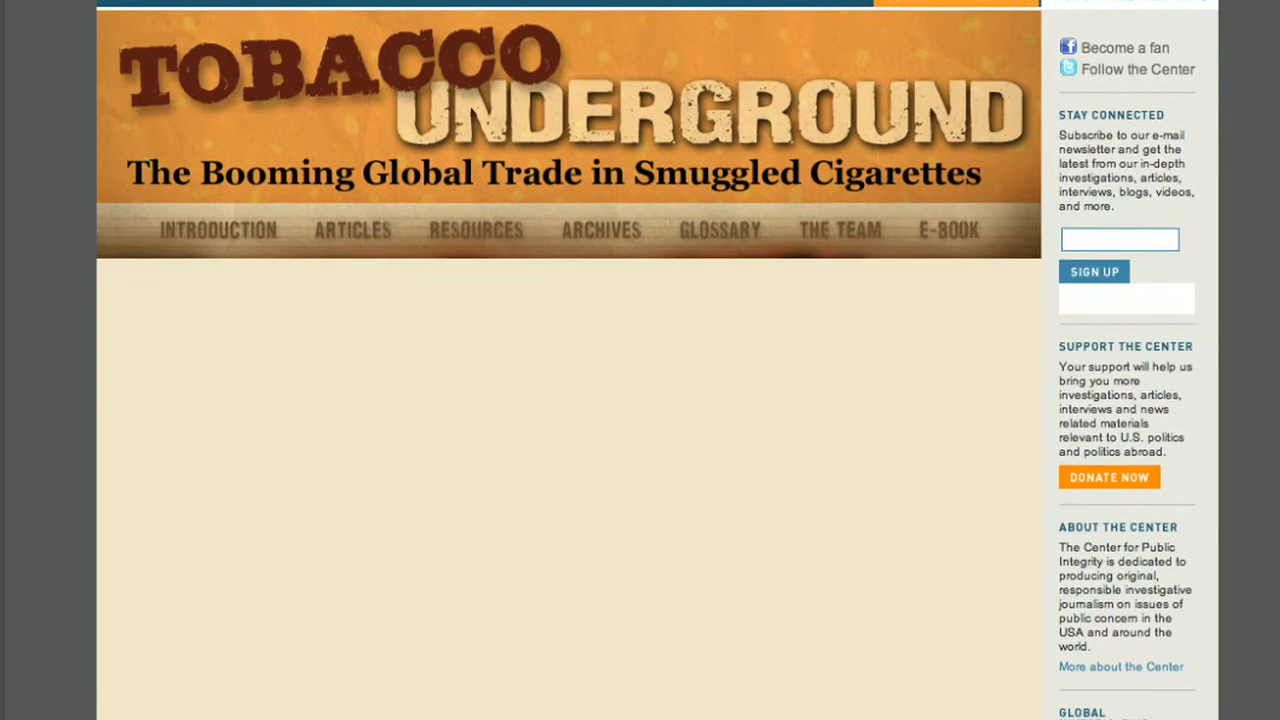 TOBACCO
UNDERGROUND
The Booming Global Trade in Smuggled Cigarettes
INTRODUCTION ARTICLES RESOURCES ARCHIVES GLOSSARY THE TEAM E-BOOK
Become a fan
Follow the Center
STAY CONNECTED
Subscribe to our e-mail
newsletter and get the
latest from our in-depth
investigations, articles,
interviews, blogs, videos,
and more.
SIGN UP
SUPPORT THE CENTER
Your support will help us
bring you more
investigations, articles,
interviews and news
related materials
relevant to U.S. politics
and politics abroad.
DONATE NOW
ABOUT THE CENTER
The Center for Public
Integrity is dedicated to
producing original,
responsible investigative
journalism on issues of
public concern in the
USA and around the
world.
More about the Center
GLOBAL